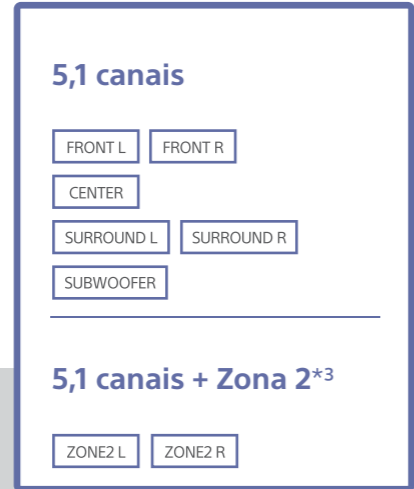 5,1 canais
FRONT L FRONT R
CENTER
SURROUND L SURROUND R
SUBWOOFER
5,1 canais + Zona 2*3
ZONE2 L ZONE2 R